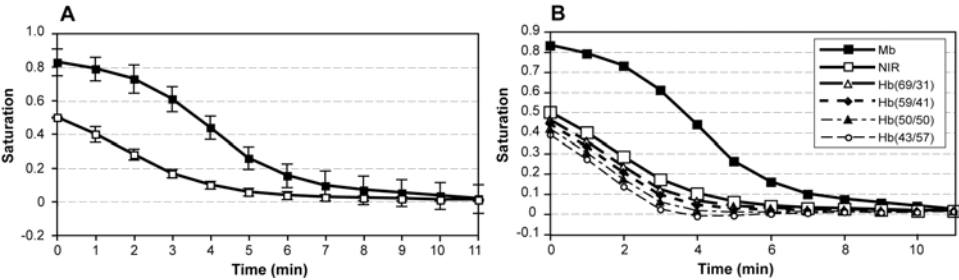 A
1.0
0.8
0.6
0.4
0.2
0
-0.2
Saturation
0 1 2 3 4 5 6 7 8 9 10 11
Time (min)
B
0.9
0.8
0.7
0.6
0.5
0.4
0.3
0.2
0.1
0
-0.1
Saturation
Mb
NIR
Hb(69/31)
Hb(59/41)
Hb(50/50)
Hb(43/57)
0 2 4 6 8 10
Time (min)